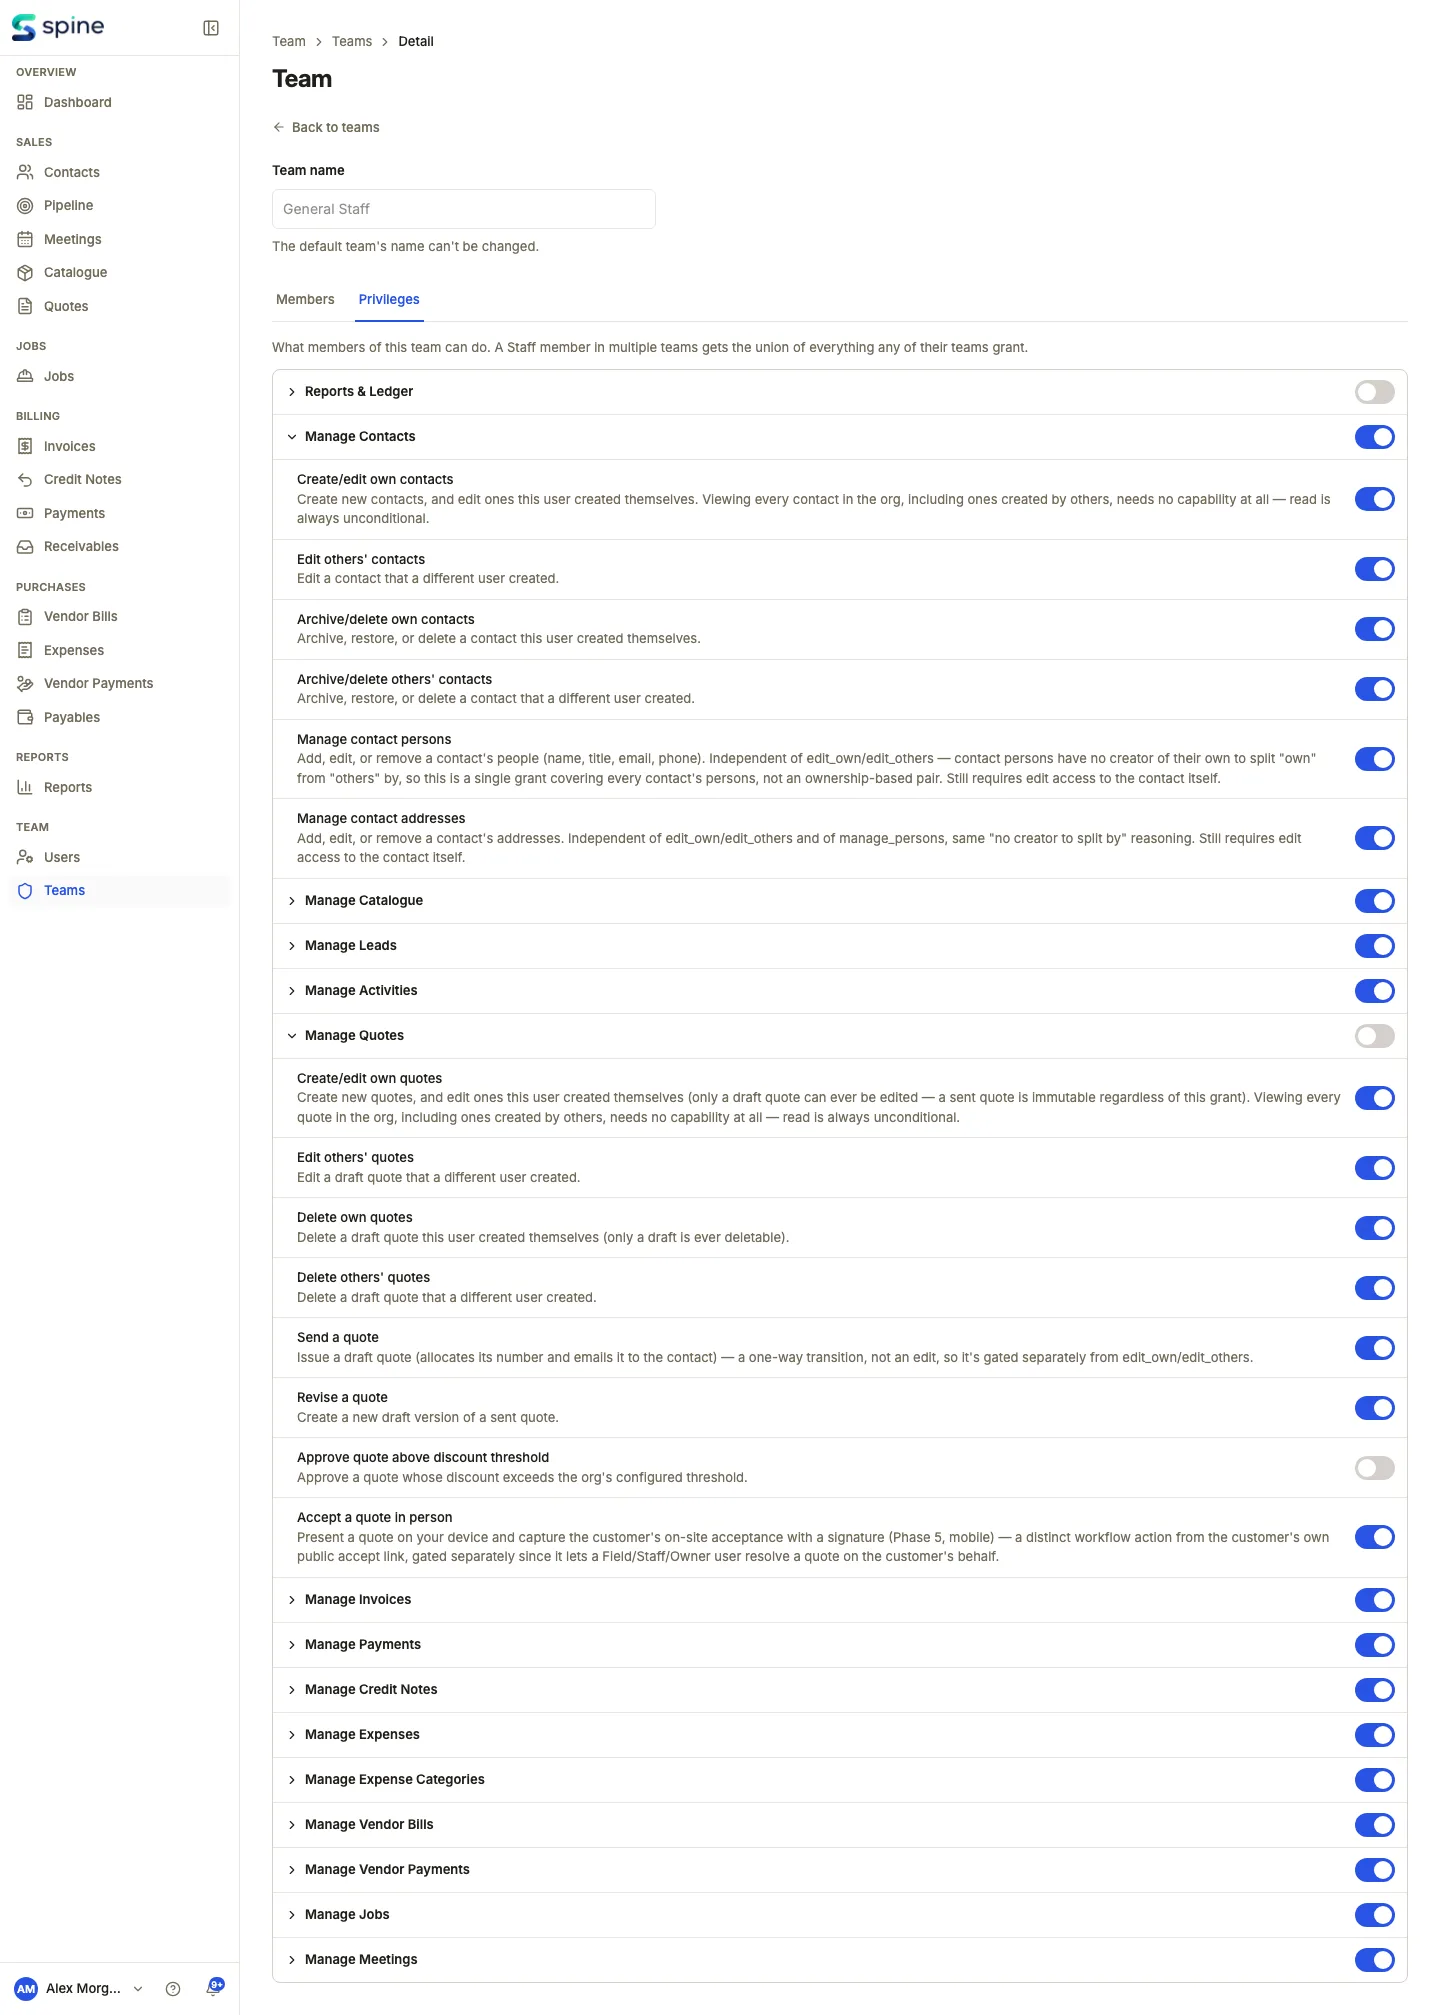 spine
OVERVIEW
Dashboard
SALES
Contacts
Pipeline
Meetings
Catalogue
Quotes
JOBS
Jobs
BILLING
Invoices
Credit Notes
Payments
Receivables
PURCHASES
Vendor Bills
Expenses
Vendor Payments
Payables
REPORTS
Reports
TEAM
Users
Teams
AM Alex Morg... 9+
Team > Teams > Detail
Team
Back to teams
Team name
General Staff
The default team's name can't be changed.
Members Privileges
What members of this team can do. A Staff member in multiple teams gets the union of everything any of their teams grant.
Reports & Ledger
Manage Contacts
Create/edit own contacts
Create new contacts, and edit ones this user created themselves. Viewing every contact in the org, including ones created by others, needs no capability at all — read is
always unconditional.
Edit others' contacts
Edit a contact that a different user created.
Archive/delete own contacts
Archive, restore, or delete a contact this user created themselves.
Archive/delete others' contacts
Archive, restore, or delete a contact that a different user created.
Manage contact persons
Add, edit, or remove a contact's people (name, title, email, phone). Independent of edit_own/edit_others — contact persons have no creator of their own to split "own"
from "others" by, so this is a single grant covering every contact's persons, not an ownership-based pair. Still requires edit access to the contact itself.
Manage contact addresses
Add, edit, or remove a contact's addresses. Independent of edit_own/edit_others and of manage_persons, same "no creator to split by" reasoning. Still requires edit
access to the contact itself.
Manage Catalogue
Manage Leads
Manage Activities
Manage Quotes
Create/edit own quotes
Create new quotes, and edit ones this user created themselves (only a draft quote can ever be edited — a sent quote is immutable regardless of this grant). Viewing every
quote in the org, including ones created by others, needs no capability at all — read is always unconditional.
Edit others' quotes
Edit a draft quote that a different user created.
Delete own quotes
Delete a draft quote this user created themselves (only a draft is ever deletable).
Delete others' quotes
Delete a draft quote that a different user created.
Send a quote
Issue a draft quote (allocates its number and emails it to the contact) — a one-way transition, not an edit, so it's gated separately from edit_own/edit_others.
Revise a quote
Create a new draft version of a sent quote.
Approve quote above discount threshold
Approve a quote whose discount exceeds the org's configured threshold.
Accept a quote in person
Present a quote on your device and capture the customer's on-site acceptance with a signature (Phase 5, mobile) — a distinct workflow action from the customer's own
public accept link, gated separately since it lets a Field/Staff/Owner user resolve a quote on the customer's behalf.
Manage Invoices
Manage Payments
Manage Credit Notes
Manage Expenses
Manage Expense Categories
Manage Vendor Bills
Manage Vendor Payments
Manage Jobs
Manage Meetings